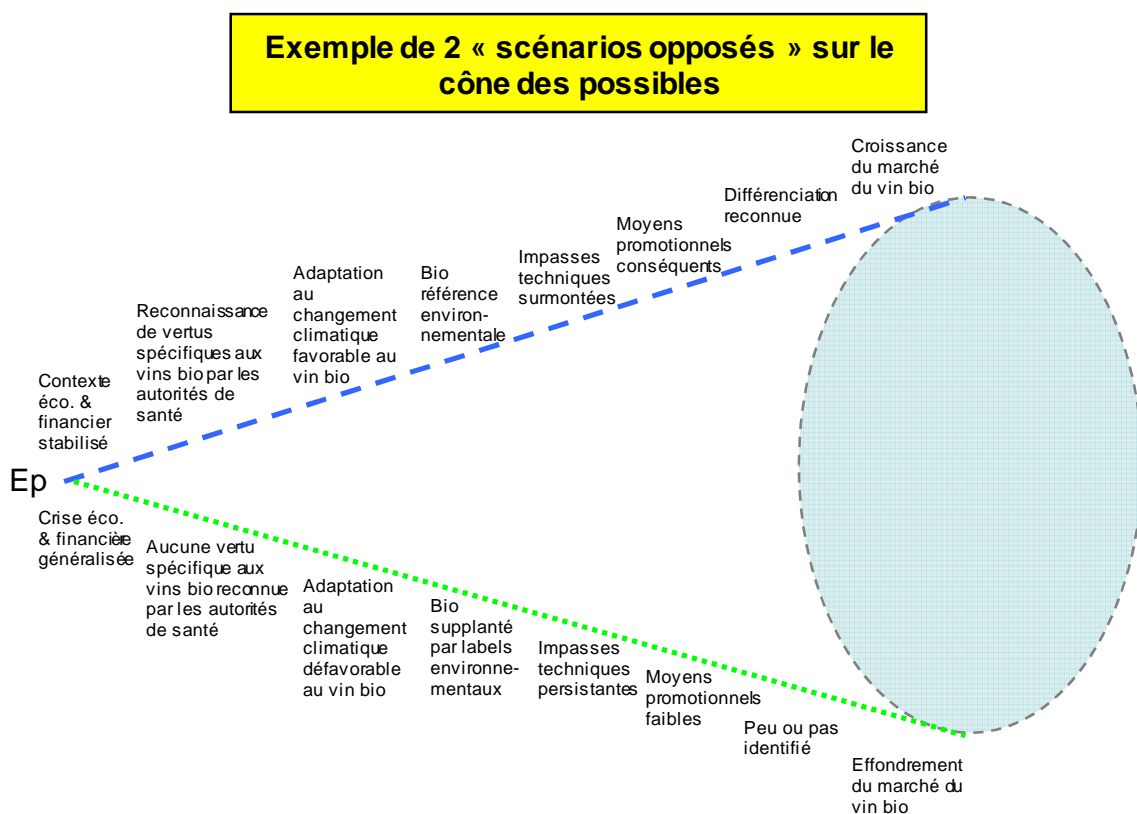 Exemple de 2 « scénarios opposés » sur le
cône des possibles
Croissance
du marché
du vin bio
Différenciation
reconnue
Moyens
promotionnels
conséquents
Impasses
techniques
surmontées
Bio
référence
environ-
nementale
Adaptation
au
changement
climatique
favorable au
vin bio
Reconnaissance
de vertus
spécifiques aux
vins bio par les
autorités de
santé
Contexte
éco. &
financier
stabilisé
Ep
Crise éco.
& financière
généralisée
Aucune vertu
spécifique aux
vins bio reconnue
par les autorités
de santé
Adaptation
au
changement
climatique
défavorable
au vin bio
Bio
supplanté
par labels
environne-
mentaux
Impasses
techniques
persistantes
Moyens
promotionnels
faibles
Peu ou pas
identifié
Effondrement
du marché du
vin bio